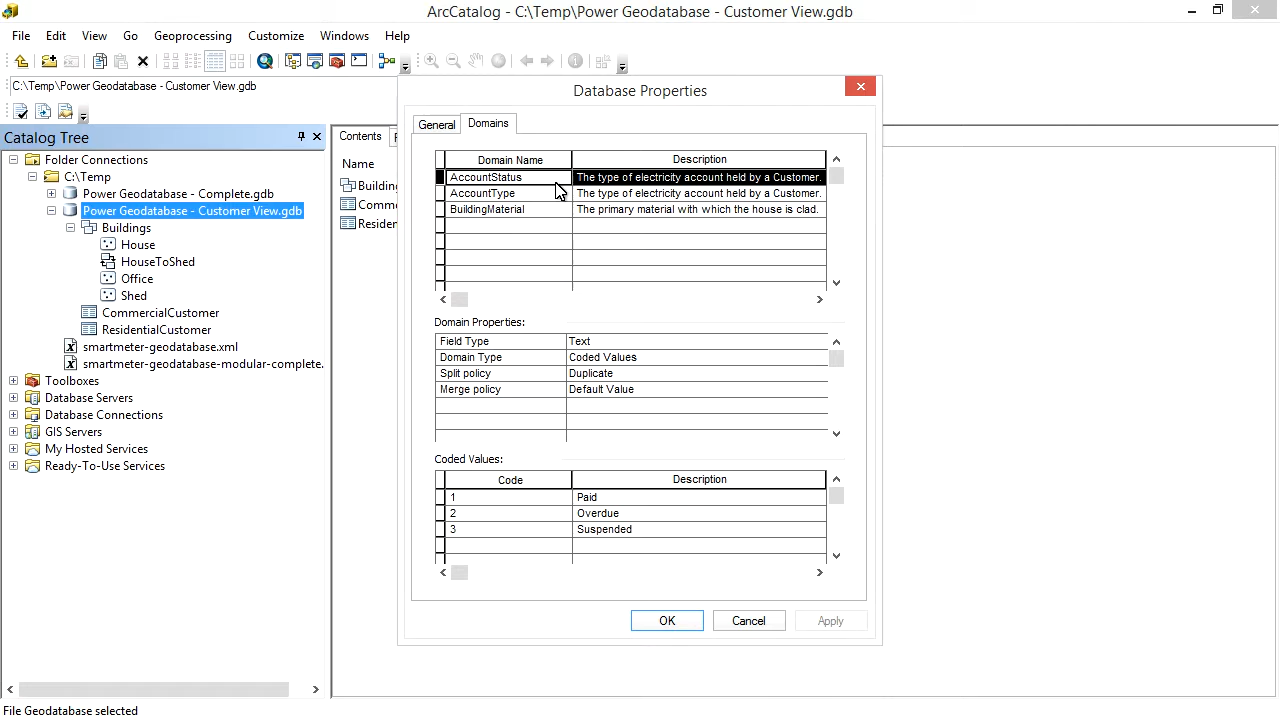 ArcCatalog - C:\Temp\Power Geodatabase - Customer View.gdb
File Edit View Go Geoprocessing Customize Windows Help
C:\Temp\Power Geodatabase - Customer View.gdb
Catalog Tree
Folder Connections
C:\Temp
Power Geodatabase - Complete.gdb
Power Geodatabase - Customer View.gdb
Buildings
House
HouseToShed
Office
Shed
CommercialCustomer
ResidentialCustomer
smartmeter-geodatabase.xml
smartmeter-geodatabase-modular-complete.
Toolboxes
Database Servers
Database Connections
GIS Servers
My Hosted Services
Ready-To-Use Services
Contents
Name
Building
Comme
Residen
Database Properties
General Domains
Domain Name Description
AccountStatus The type of electricity account held by a Customer.
AccountType The type of electricity account held by a Customer.
BuildingMaterial The primary material with which the house is clad.
Domain Properties:
Field Type Text
Domain Type Coded Values
Split policy Duplicate
Merge policy Default Value
Coded Values:
Code Description
1 Paid
2 Overdue
3 Suspended
OK Cancel Apply
File Geodatabase selected